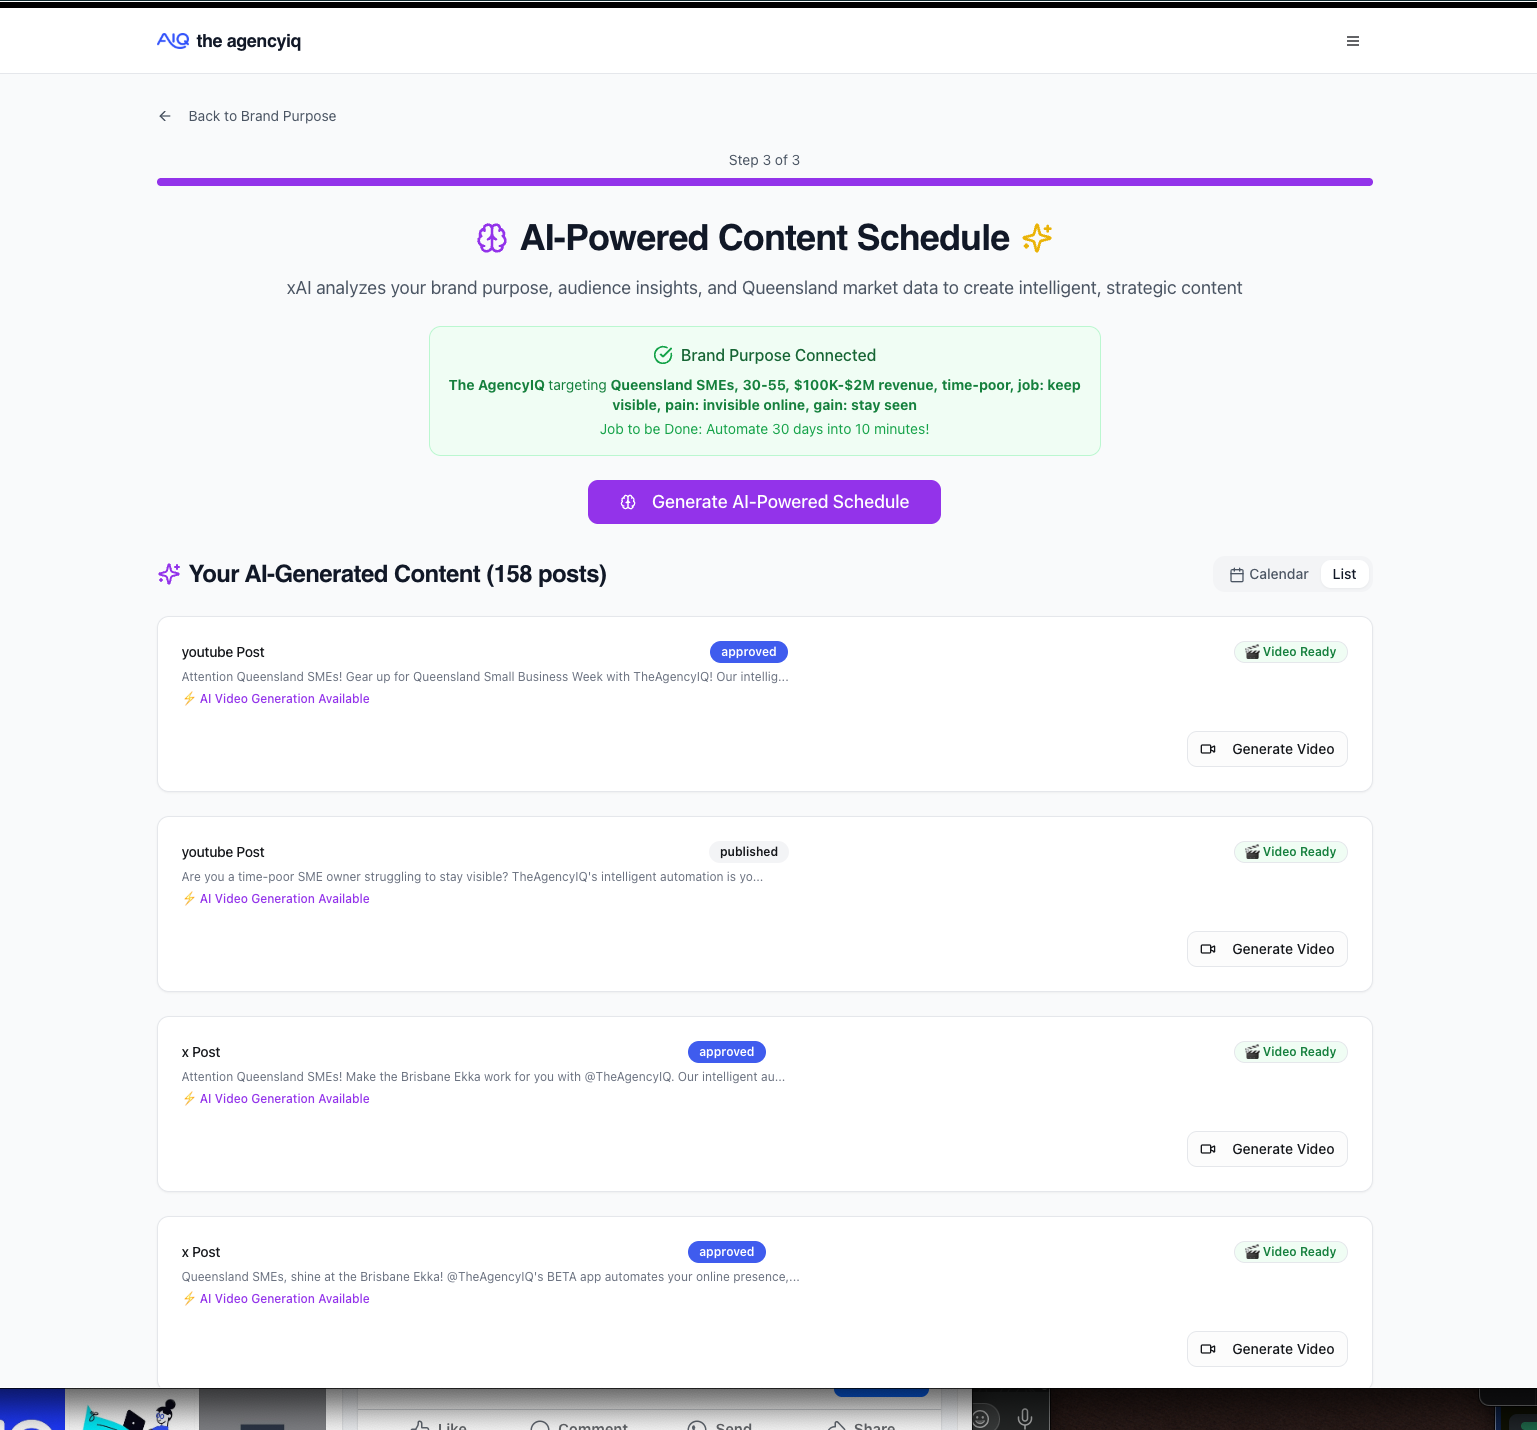 AIQ the agencyiq
Back to Brand Purpose
Step 3 of 3
AI-Powered Content Schedule
xAI analyzes your brand purpose, audience insights, and Queensland market data to create intelligent, strategic content
Brand Purpose Connected
The AgencyIQ targeting Queensland SMEs, 30-55, $100K-$2M revenue, time-poor, job: keep
visible, pain: invisible online, gain: stay seen
Job to be Done: Automate 30 days into 10 minutes!
Generate AI-Powered Schedule
Your AI-Generated Content (158 posts)
Calendar List
youtube Post approved 🎬 Video Ready
Attention Queensland SMEs! Gear up for Queensland Small Business Week with TheAgencyIQ! Our intellig...
⚡ AI Video Generation Available
Generate Video
youtube Post published 🎬 Video Ready
Are you a time-poor SME owner struggling to stay visible? TheAgencyIQ's intelligent automation is yo...
⚡ AI Video Generation Available
Generate Video
x Post approved 🎬 Video Ready
Attention Queensland SMEs! Make the Brisbane Ekka work for you with @TheAgencyIQ. Our intelligent au...
⚡ AI Video Generation Available
Generate Video
x Post approved 🎬 Video Ready
Queensland SMEs, shine at the Brisbane Ekka! @TheAgencyIQ's BETA app automates your online presence,...
⚡ AI Video Generation Available
Generate Video
Like Comment Send Share